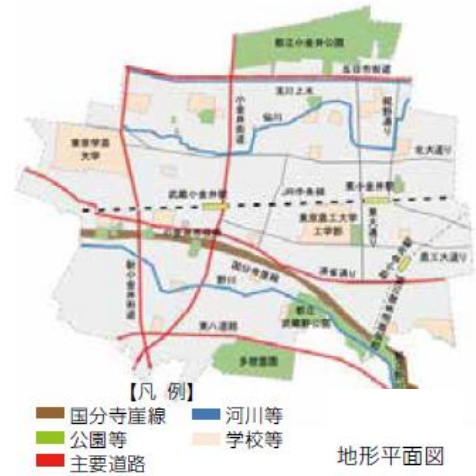 都立小金井公園
五日市街道
玉川上水
小金井街道
仙川
東京学芸
大学
北大通り
武蔵小金井駅
JR中央線
東小金井駅
東京農工大学
工学部
東大通り
農工大通り
国分寺崖線
連雀通り
新小金井街道
野川
都立
武蔵野公園
東八道路
多磨霊園
【凡 例】
国分寺崖線
河川等
公園等
学校等
主要道路
地形平面図